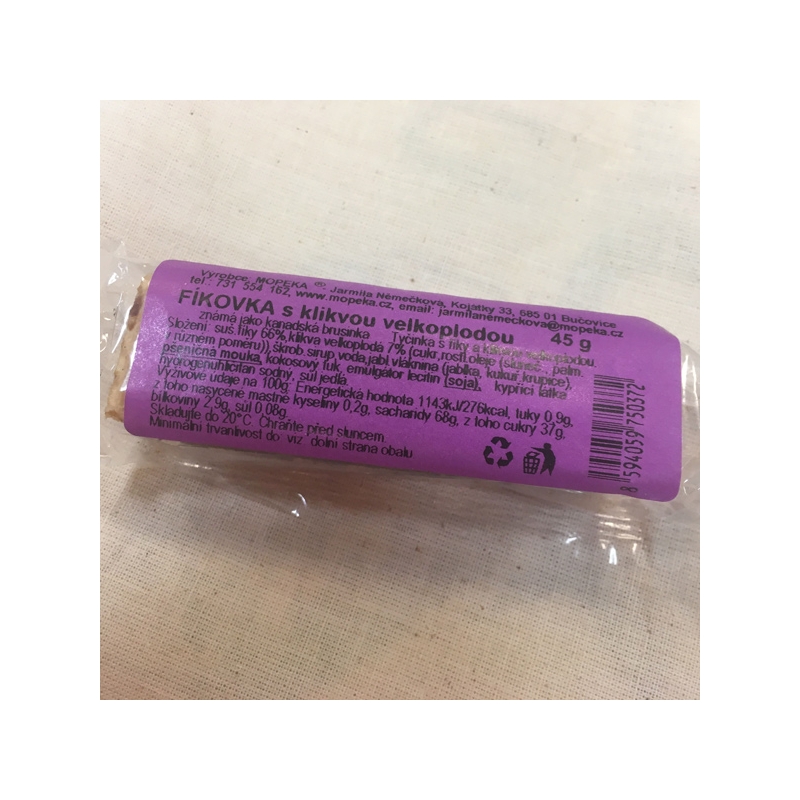 Výrobce: MOPEKA ® Jarmila Němečkova, Kojátky 33, 685 01 Bučovice
tel.: 731 554 162, www.mopeka.cz, email: jarmilanemeckova@mopeka.cz
FÍKOVKA s klikvou velkoplodou 45 g
známá jako kanadská brusinka Tyčinka s fíky a klikvou velkoplodou.
Složení: suš.fíky 66%,klikva velkoplodá 7% (cukr,rostl.oleje (sluneč., palm.
v různém poměru)),škrob.sirup,voda,jabl.vláknina (jablka, kukuř.krupice),
pšeničná mouka, kokosový tuk, emulgátor lecitin (soja), kypřící látka
hydrogenuhličitan sodný, sůl jedlá.
Výživové údaje na 100g: Energetická hodnota 1143kJ/276kcal, tuky 0,9g,
z toho nasycené mastné kyseliny 0,2g, sacharidy 68g, z toho cukry 37g,
bílkoviny 2,9g, sůl 0,08g.
Skladujte do 20°C. Chraňte před sluncem.
Minimální trvanlivost do: viz. dolní strana obalu
8 594059 750372